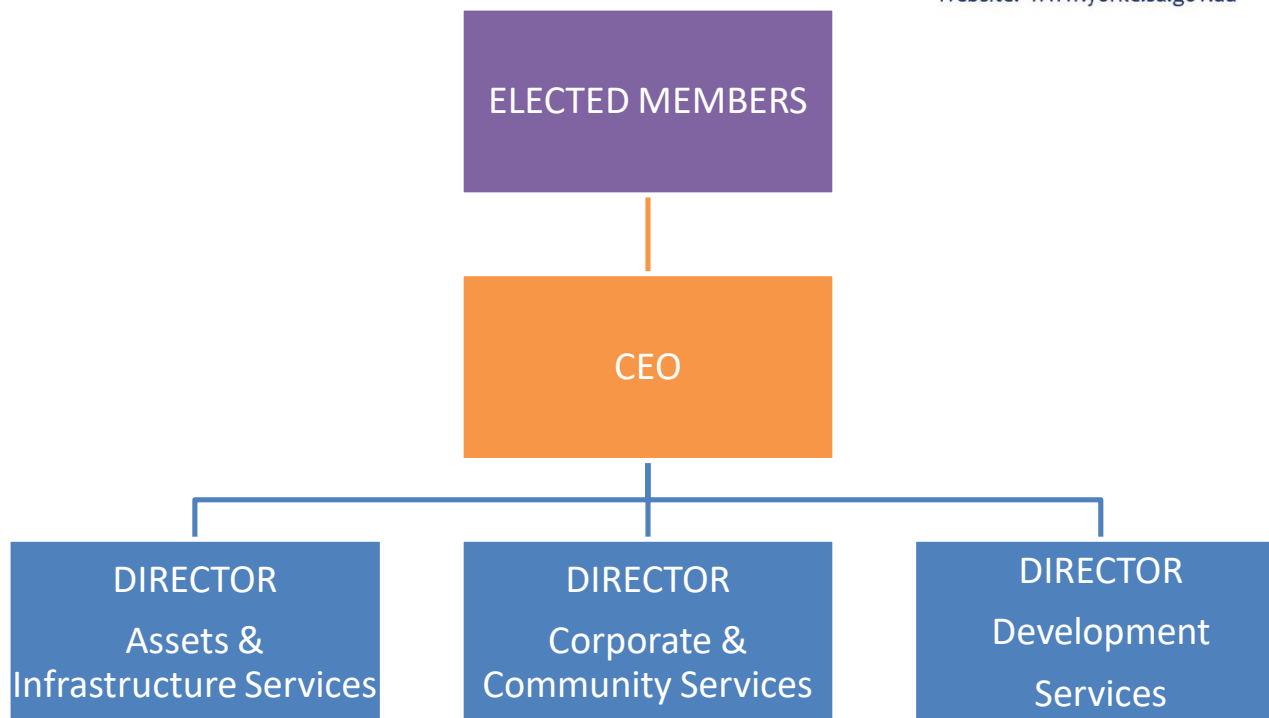 ELECTED MEMBERS
CEO
DIRECTOR
Assets &
Infrastructure Services
DIRECTOR
Corporate &
Community Services
DIRECTOR
Development
Services